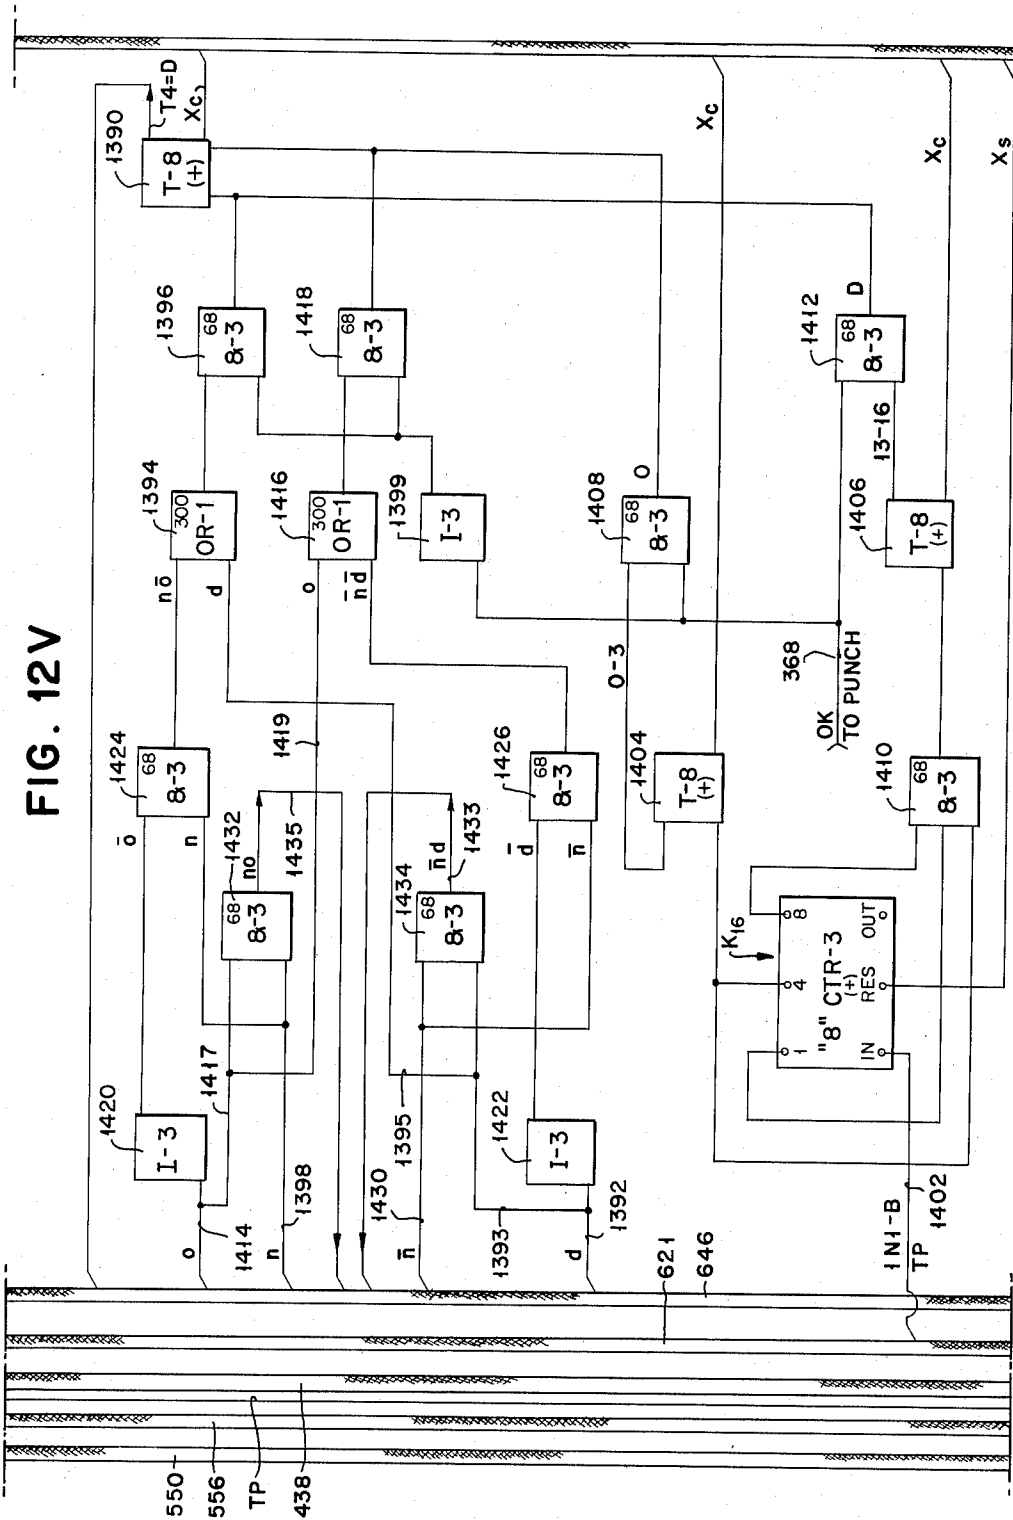 FIG. 12V
1390
T-8
(+)
T4=D
Xc
1396
68
&-3
1418
68
&-3
Xc
Xc
Xs
1394
300
OR-1
n o̅
d
1416
300
OR-1
o
n̅ d̅
1399
I-3
1408
68
&-3
O
0-3
1412
68
&-3
D
13-16
1406
T-8
(+)
368
OK
TO PUNCH
1424
68
&-3
o̅
n
1419
1432
68
&-3
no
1435
1434
68
&-3
n̅ d
1433
1426
68
&-3
d̅
n̅
1404
T-8
(+)
1410
68
&-3
K16
1
4
8
"8" CTR-3
(+)
IN
RES
OUT
1420
I-3
1417
o
1414
n
1398
1395
1430
n̅
1422
I-3
1393
d
1392
IN1-B
TP
1402
621
646
550
556
TP
438